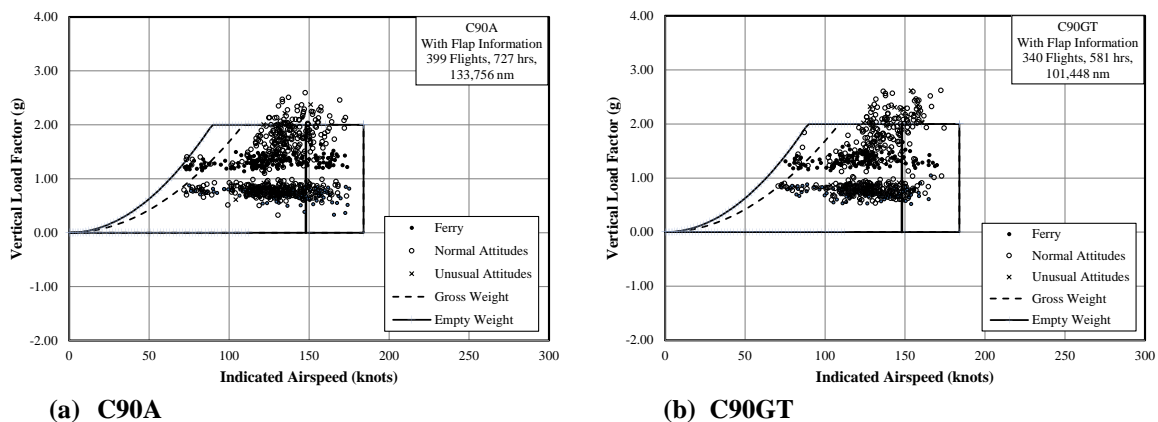 C90A
With Flap Information
399 Flights, 727 hrs,
133,756 nm
Vertical Load Factor (g)
4.00
3.00
2.00
1.00
0.00
-1.00
-2.00
Ferry
Normal Attitudes
Unusual Attitudes
Gross Weight
Empty Weight
0 50 100 150 200 250 300
Indicated Airspeed (knots)
(a) C90A
C90GT
With Flap Information
340 Flights, 581 hrs,
101,448 nm
Vertical Load Factor (g)
4.00
3.00
2.00
1.00
0.00
-1.00
-2.00
Ferry
Normal Attitudes
Unusual Attitudes
Gross Weight
Empty Weight
0 50 100 150 200 250 300
Indicated Airspeed (knots)
(b) C90GT